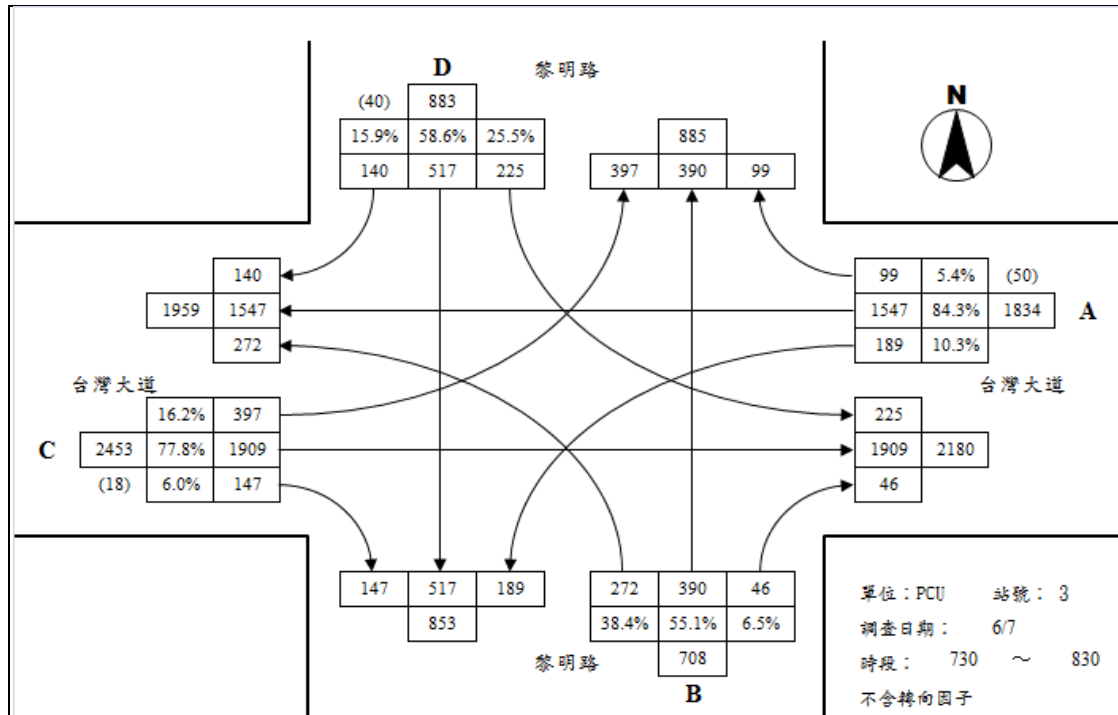 D 黎明路
N
(40) 883
15.9% 58.6% 25.5% 885
140 517 225 397 390 99
140 99 5.4% (50)
1959 1547 1547 84.3% 1834 A
272 189 10.3%
台灣大道 台灣大道
16.2% 397 225
C 2453 77.8% 1909 1909 2180
(18) 6.0% 147 46
147 517 189 272 390 46
853 38.4% 55.1% 6.5%
黎明路 708
B
單位：PCU 站號： 3
調查日期： 6/7
時段： 730 ～ 830
不含轉向因子